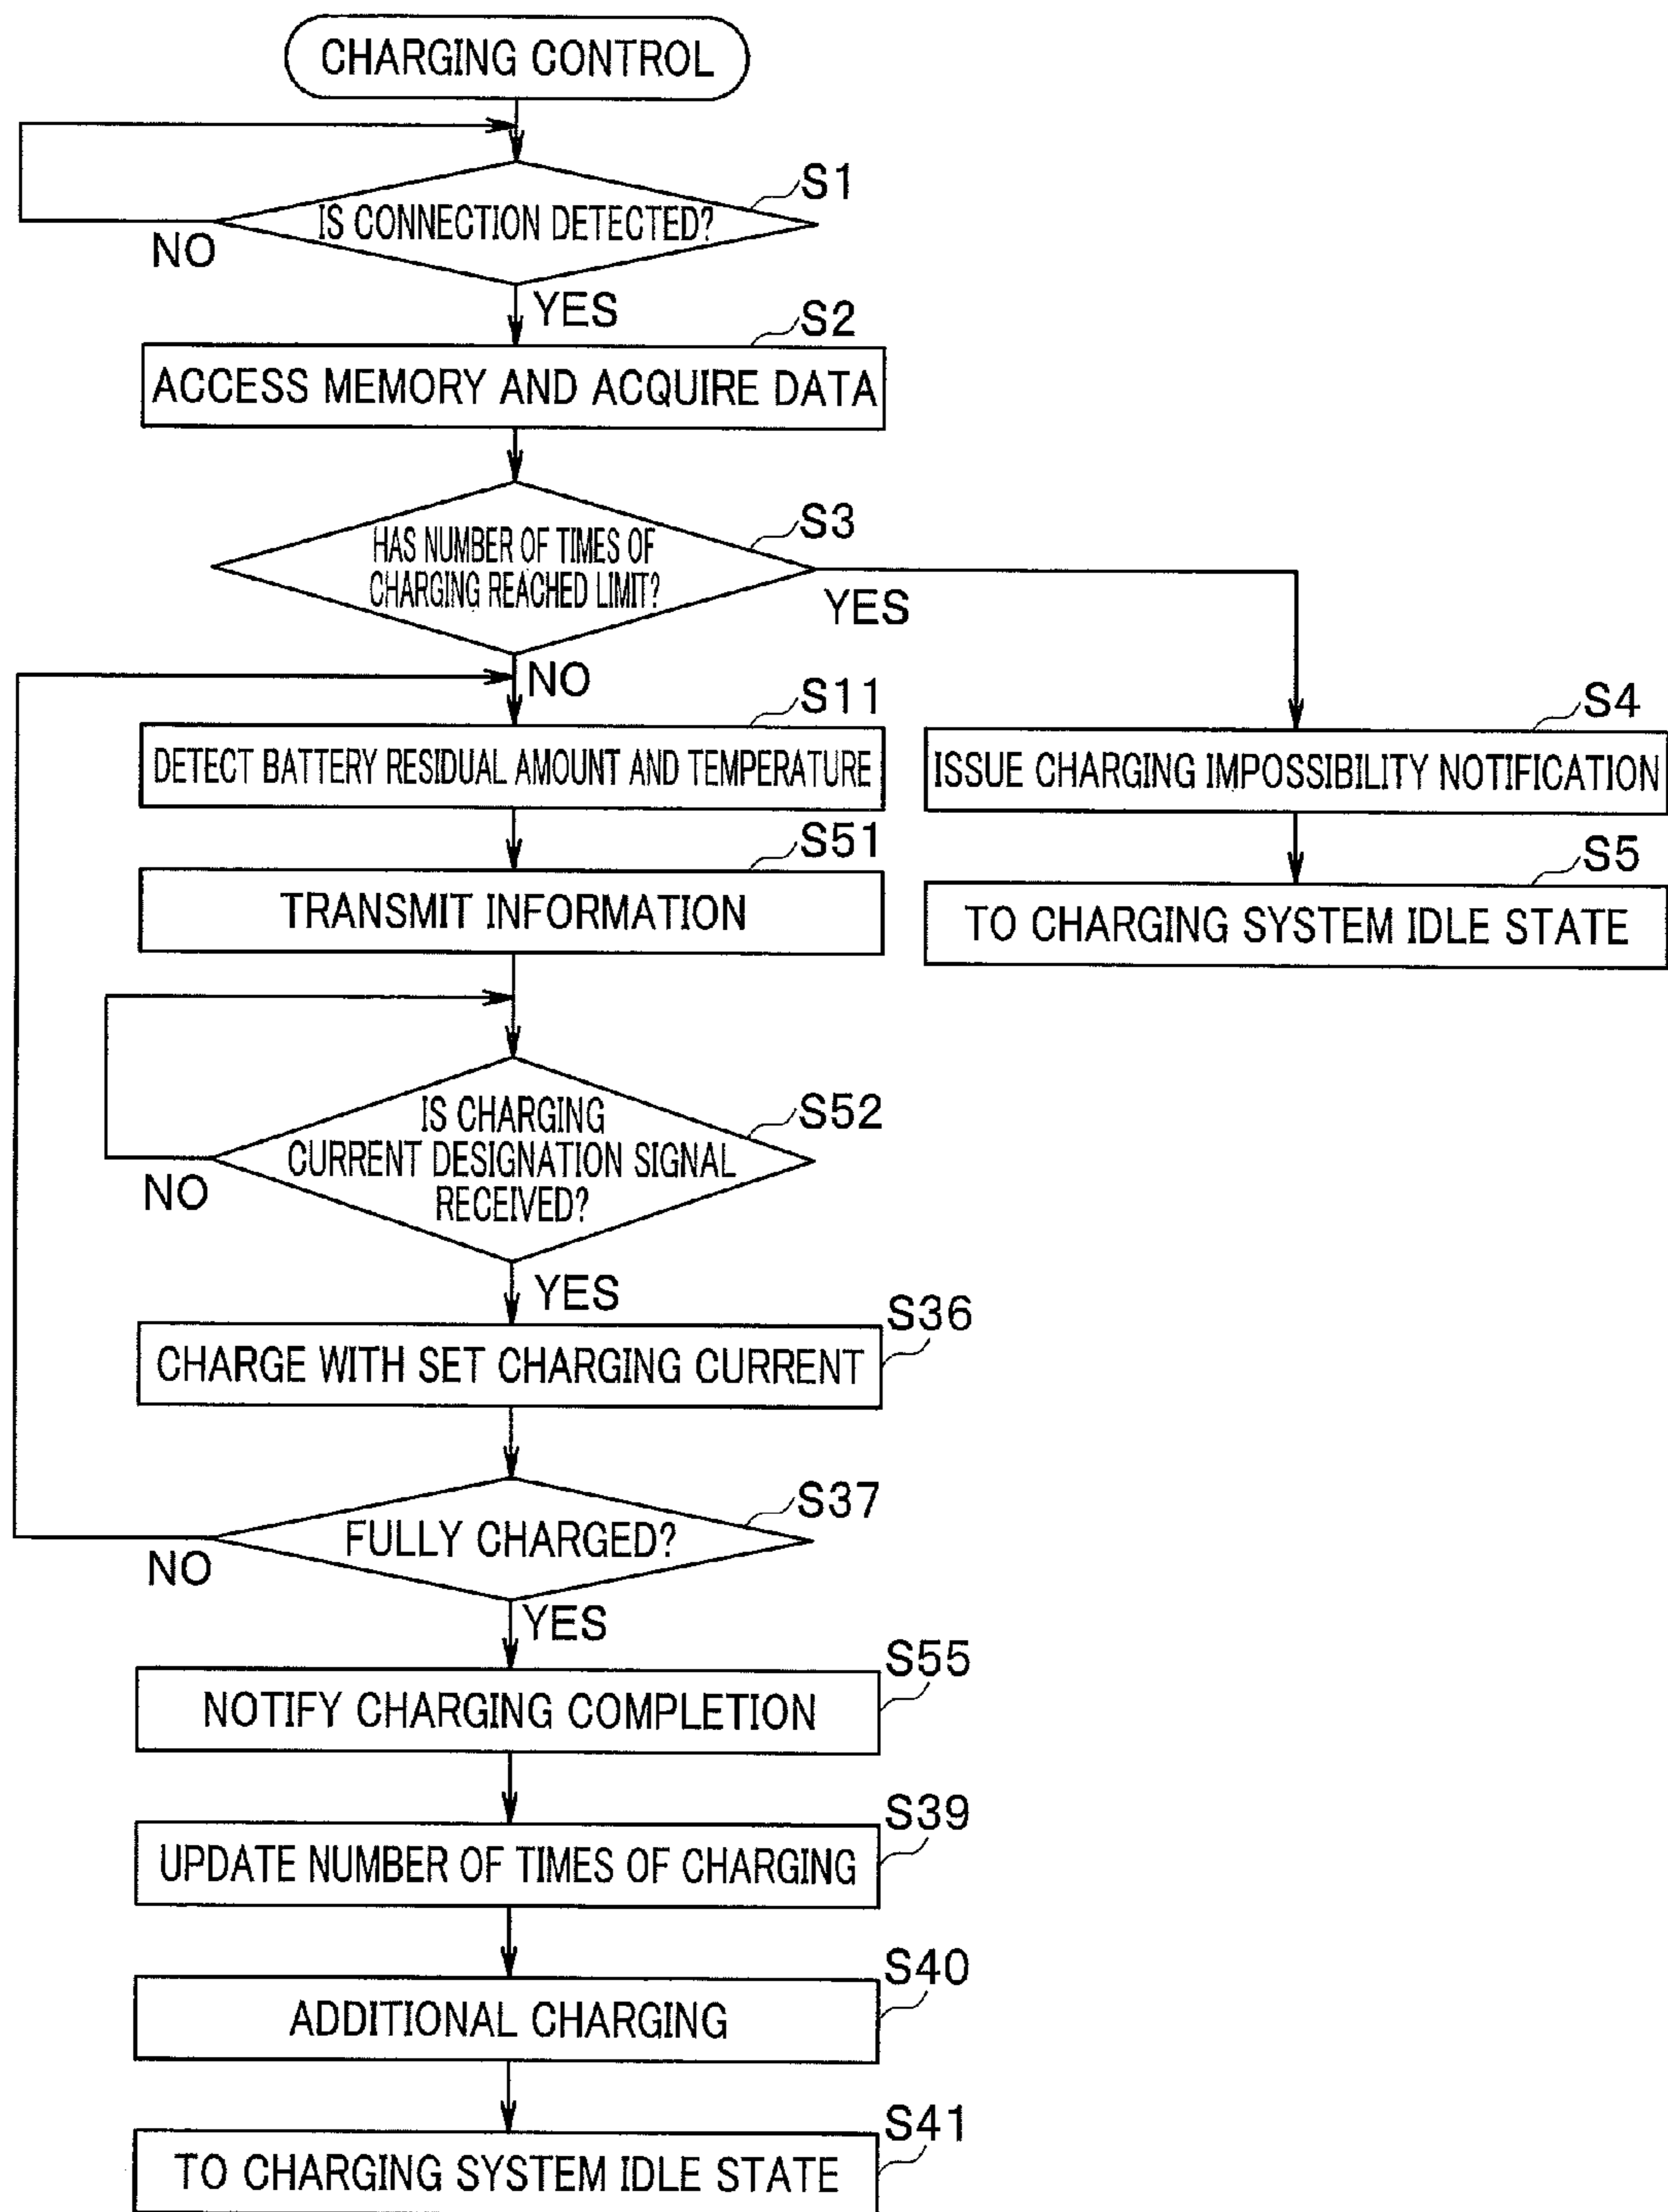 CHARGING CONTROL
S1
IS CONNECTION DETECTED?
NO
YES
S2
ACCESS MEMORY AND ACQUIRE DATA
S3
HAS NUMBER OF TIMES OF
CHARGING REACHED LIMIT?
YES
NO
S11
DETECT BATTERY RESIDUAL AMOUNT AND TEMPERATURE
S4
ISSUE CHARGING IMPOSSIBILITY NOTIFICATION
S51
TRANSMIT INFORMATION
S5
TO CHARGING SYSTEM IDLE STATE
S52
IS CHARGING
CURRENT DESIGNATION SIGNAL
RECEIVED?
NO
YES
S36
CHARGE WITH SET CHARGING CURRENT
S37
FULLY CHARGED?
NO
YES
S55
NOTIFY CHARGING COMPLETION
S39
UPDATE NUMBER OF TIMES OF CHARGING
S40
ADDITIONAL CHARGING
S41
TO CHARGING SYSTEM IDLE STATE